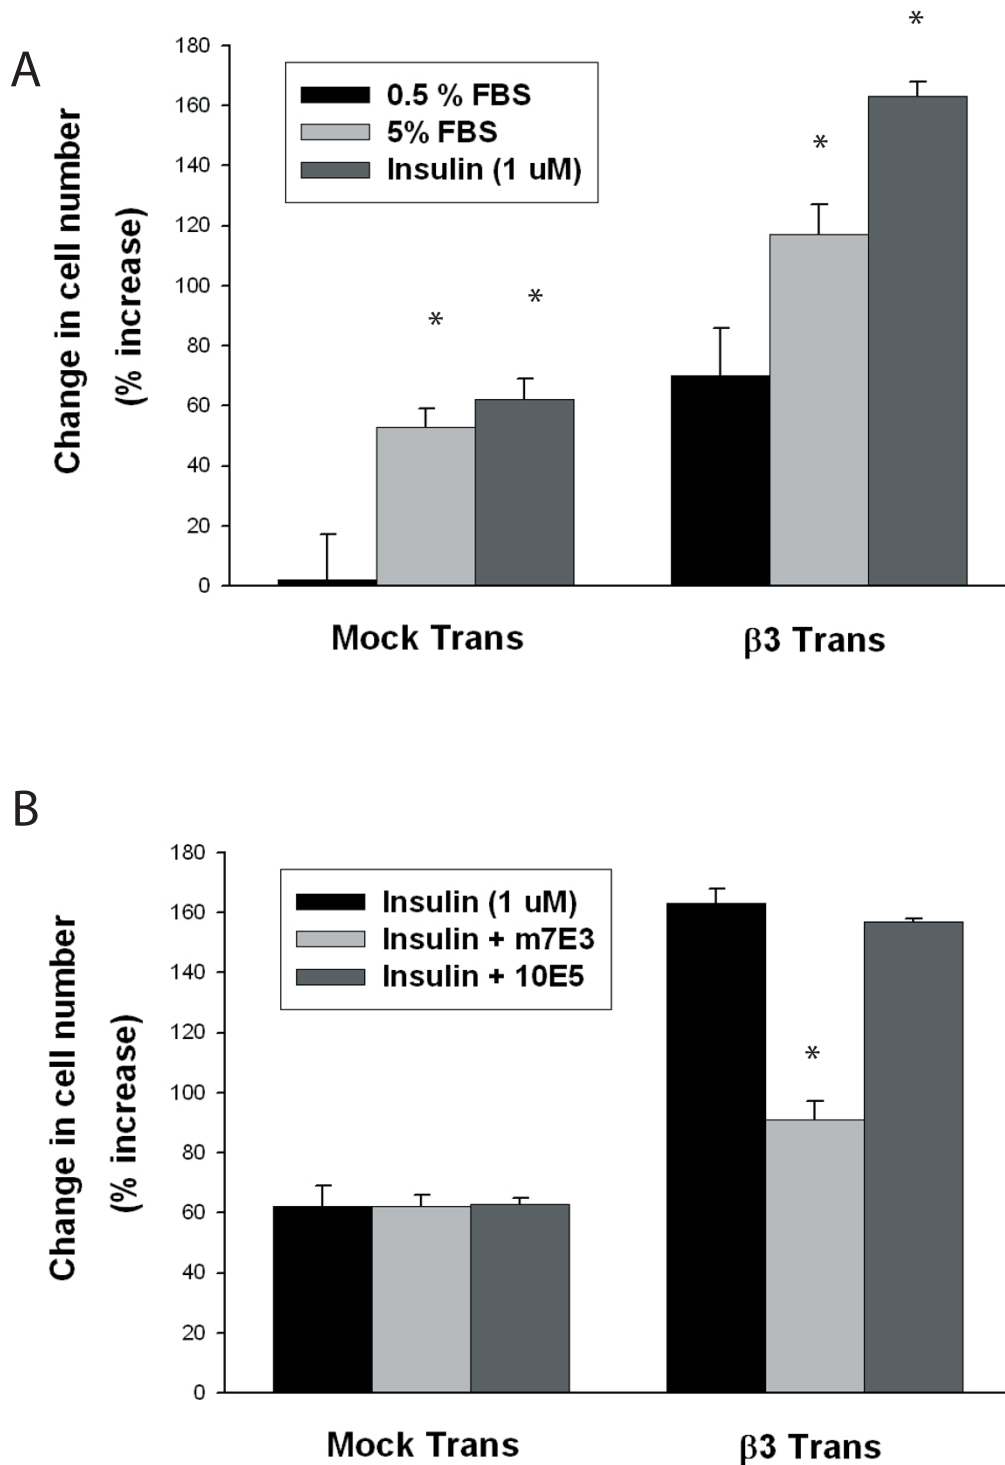 A
Change in cell number
(% increase)
180
160
140
120
100
80
60
40
20
0
0.5 % FBS
5% FBS
Insulin (1 uM)
*
*
*
*
Mock Trans
β3 Trans
B
Change in cell number
(% increase)
180
160
140
120
100
80
60
40
20
0
Insulin (1 uM)
Insulin + m7E3
Insulin + 10E5
*
Mock Trans
β3 Trans